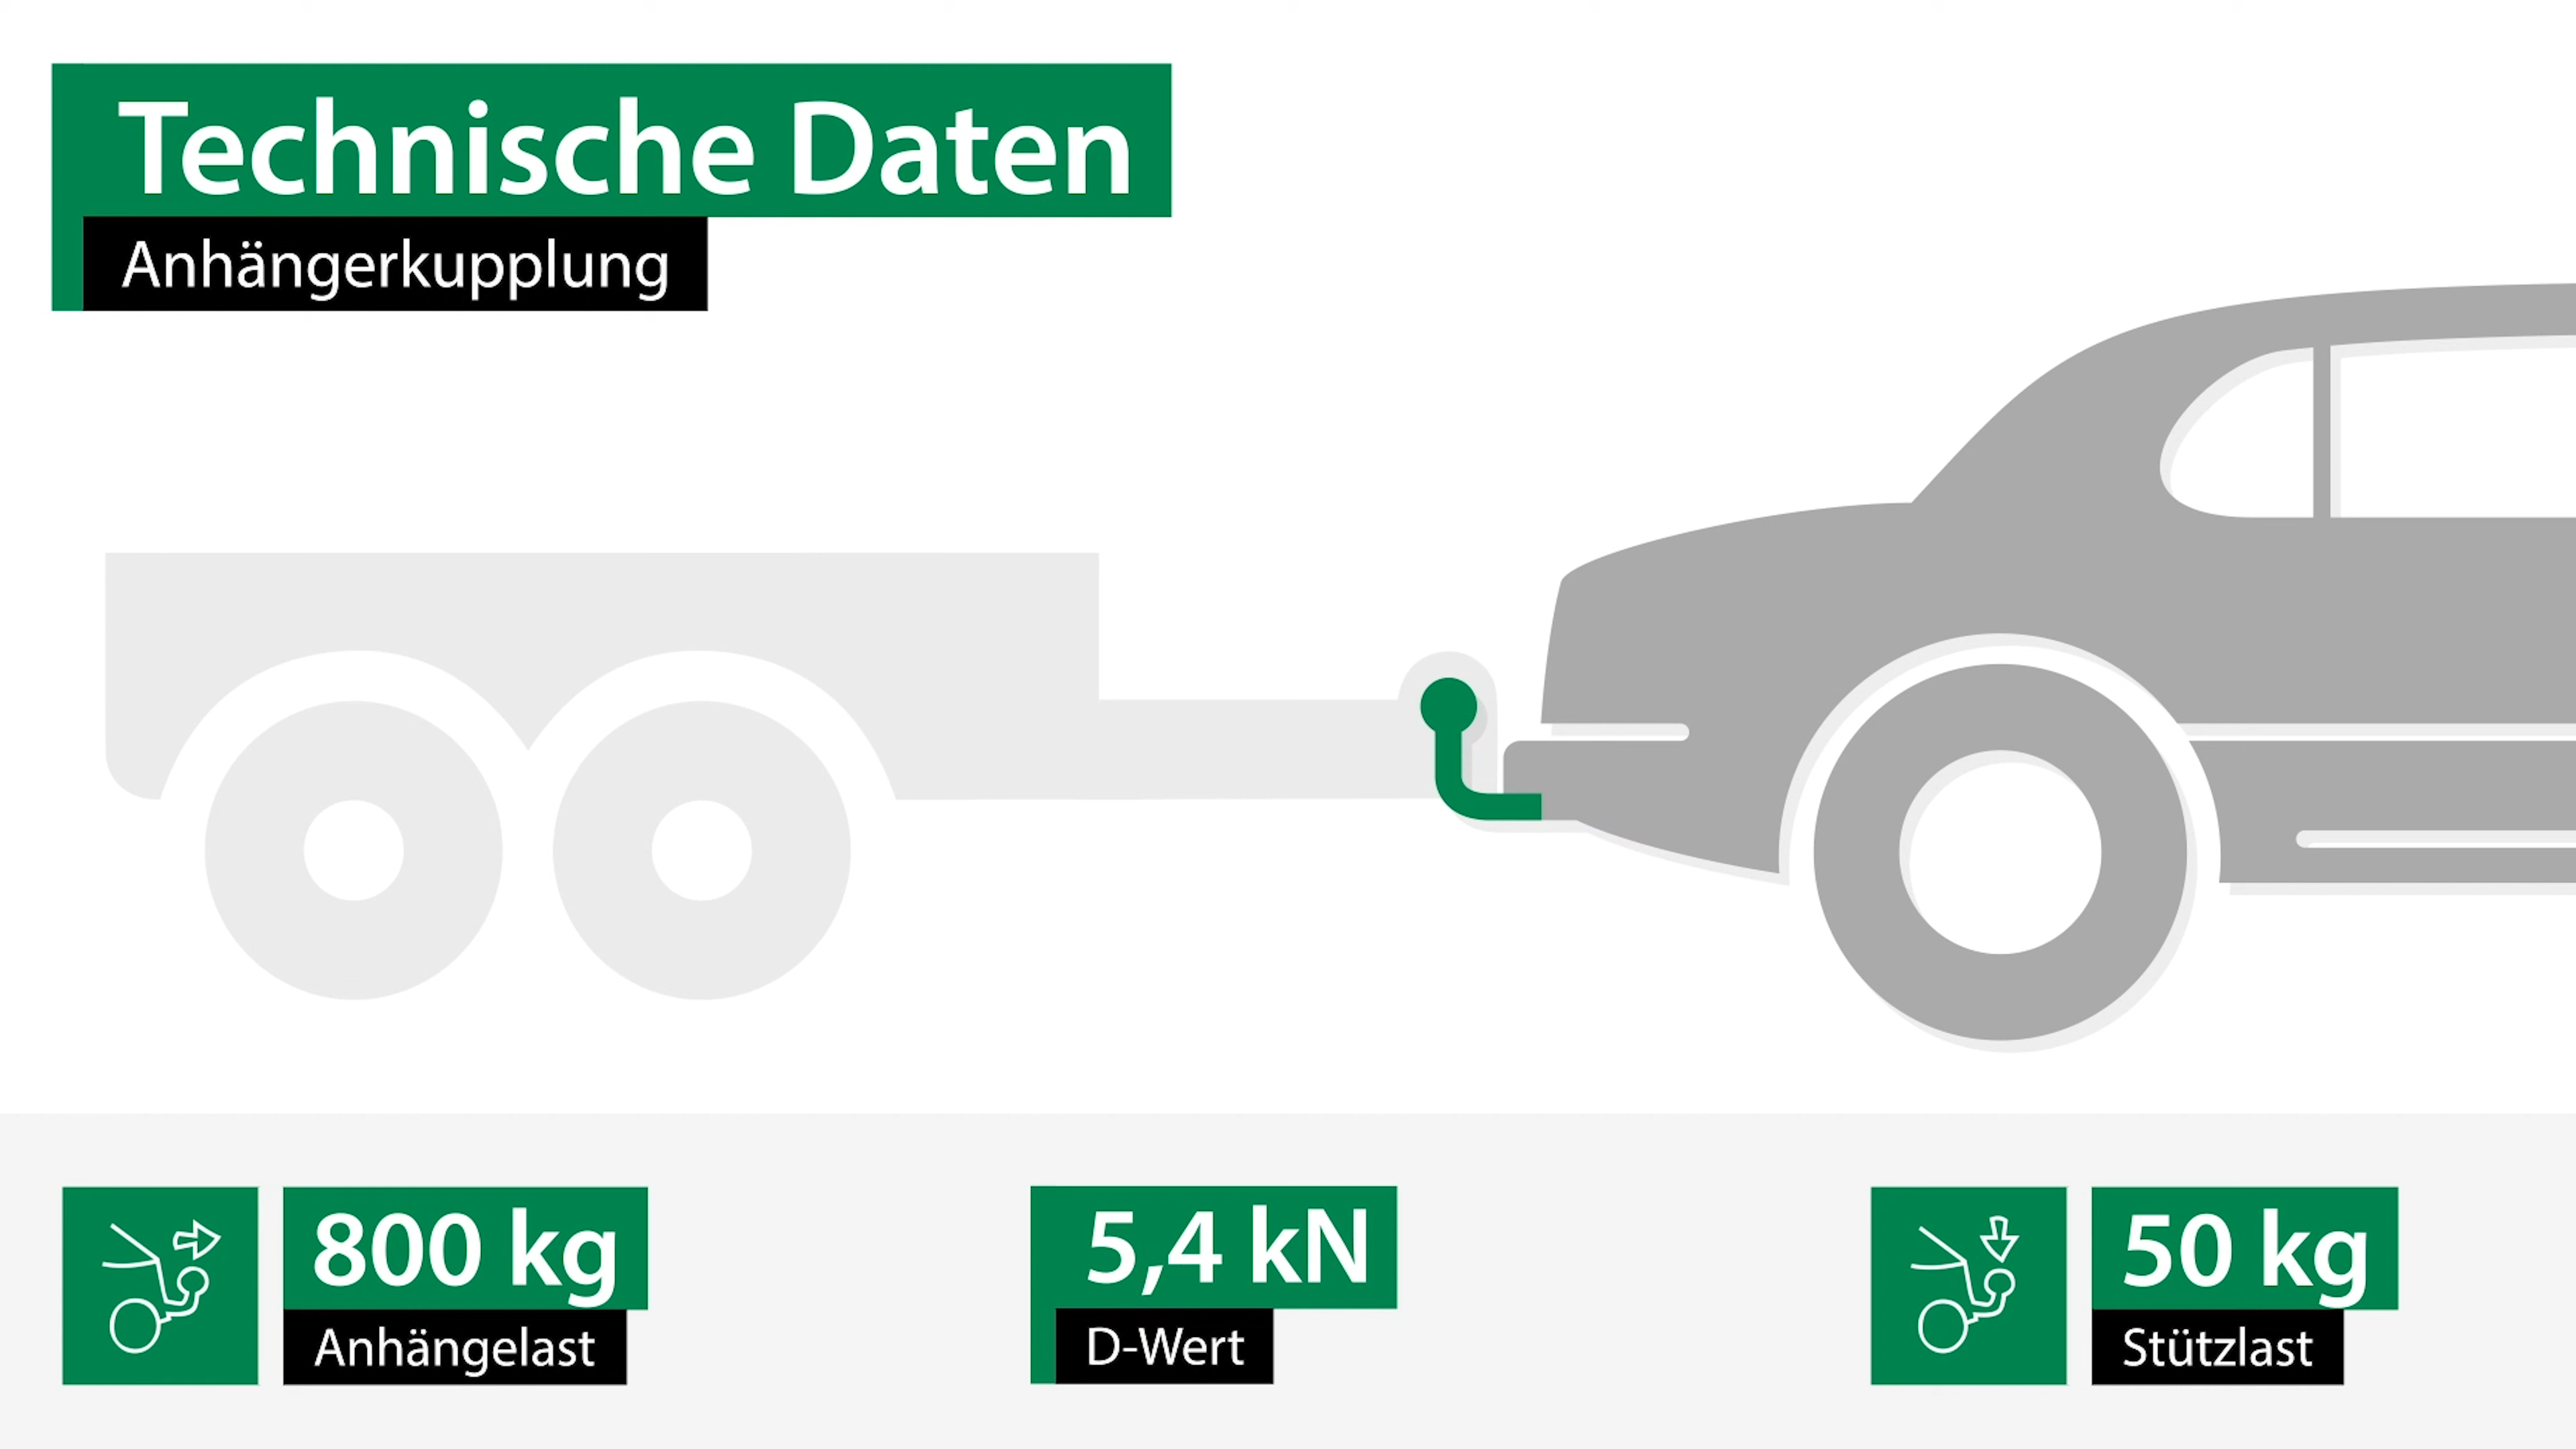 Technische Daten
Anhängerkupplung
800 kg
Anhängelast
5,4 kN
D-Wert
50 kg
Stützlast